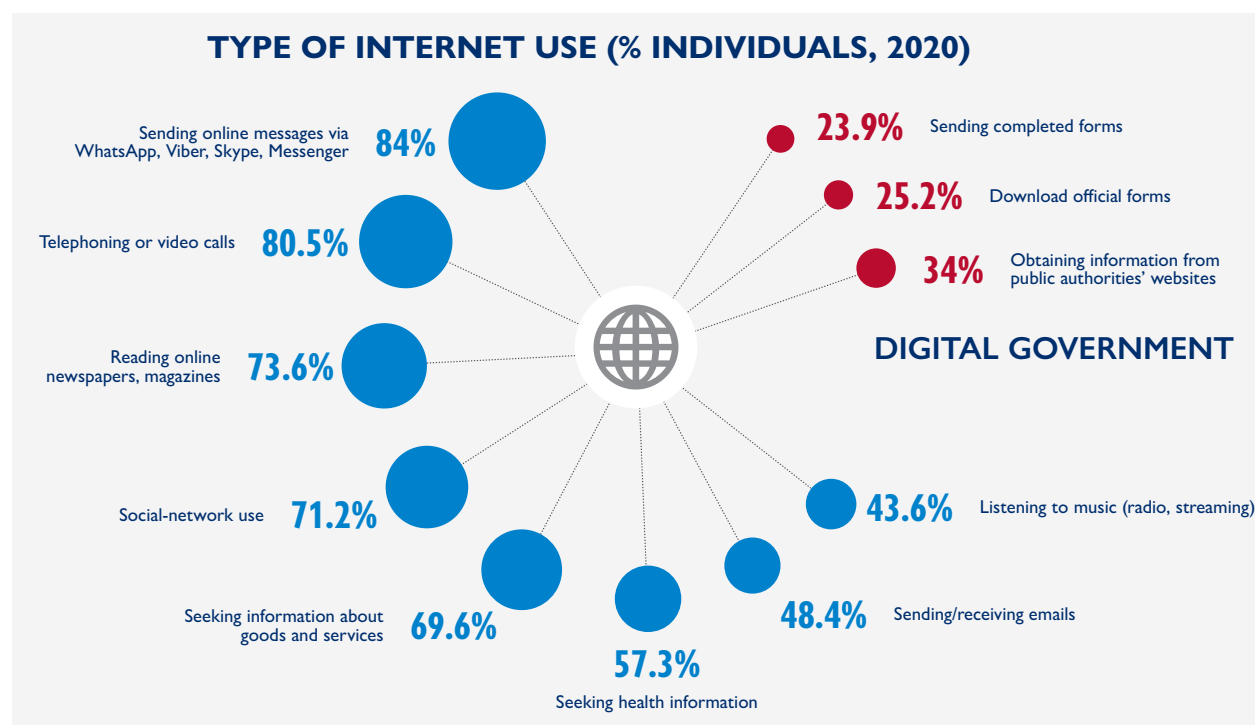 TYPE OF INTERNET USE (% INDIVIDUALS, 2020)
Sending online messages via
WhatsApp, Viber, Skype, Messenger
84%
Telephoning or video calls
80.5%
Reading online
newspapers, magazines
73.6%
Social-network use
71.2%
Seeking information about
goods and services
69.6%
57.3%
Seeking health information
48.4%
Sending/receiving emails
43.6%
Listening to music (radio, streaming)
23.9%
Sending completed forms
25.2%
Download official forms
34%
Obtaining information from
public authorities’ websites
DIGITAL GOVERNMENT